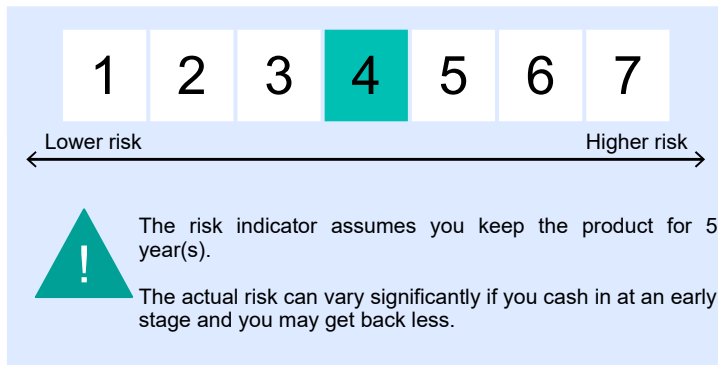 1 2 3 4 5 6 7
Lower risk Higher risk
!
The risk indicator assumes you keep the product for 5
year(s).
The actual risk can vary significantly if you cash in at an early
stage and you may get back less.